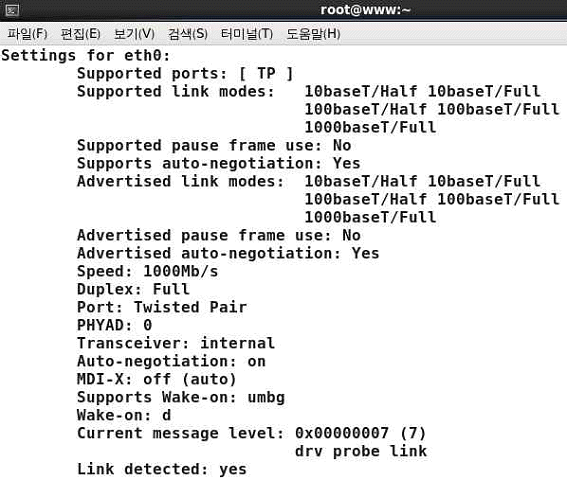 root@www:~
파일(F) 편집(E) 보기(V) 검색(S) 터미널(T) 도움말(H)
Settings for eth0:
Supported ports: [ TP ]
Supported link modes: 10baseT/Half 10baseT/Full
100baseT/Half 100baseT/Full
1000baseT/Full
Supported pause frame use: No
Supports auto-negotiation: Yes
Advertised link modes: 10baseT/Half 10baseT/Full
100baseT/Half 100baseT/Full
1000baseT/Full
Advertised pause frame use: No
Advertised auto-negotiation: Yes
Speed: 1000Mb/s
Duplex: Full
Port: Twisted Pair
PHYAD: 0
Transceiver: internal
Auto-negotiation: on
MDI-X: off (auto)
Supports Wake-on: umbg
Wake-on: d
Current message level: 0x00000007 (7)
drv probe link
Link detected: yes